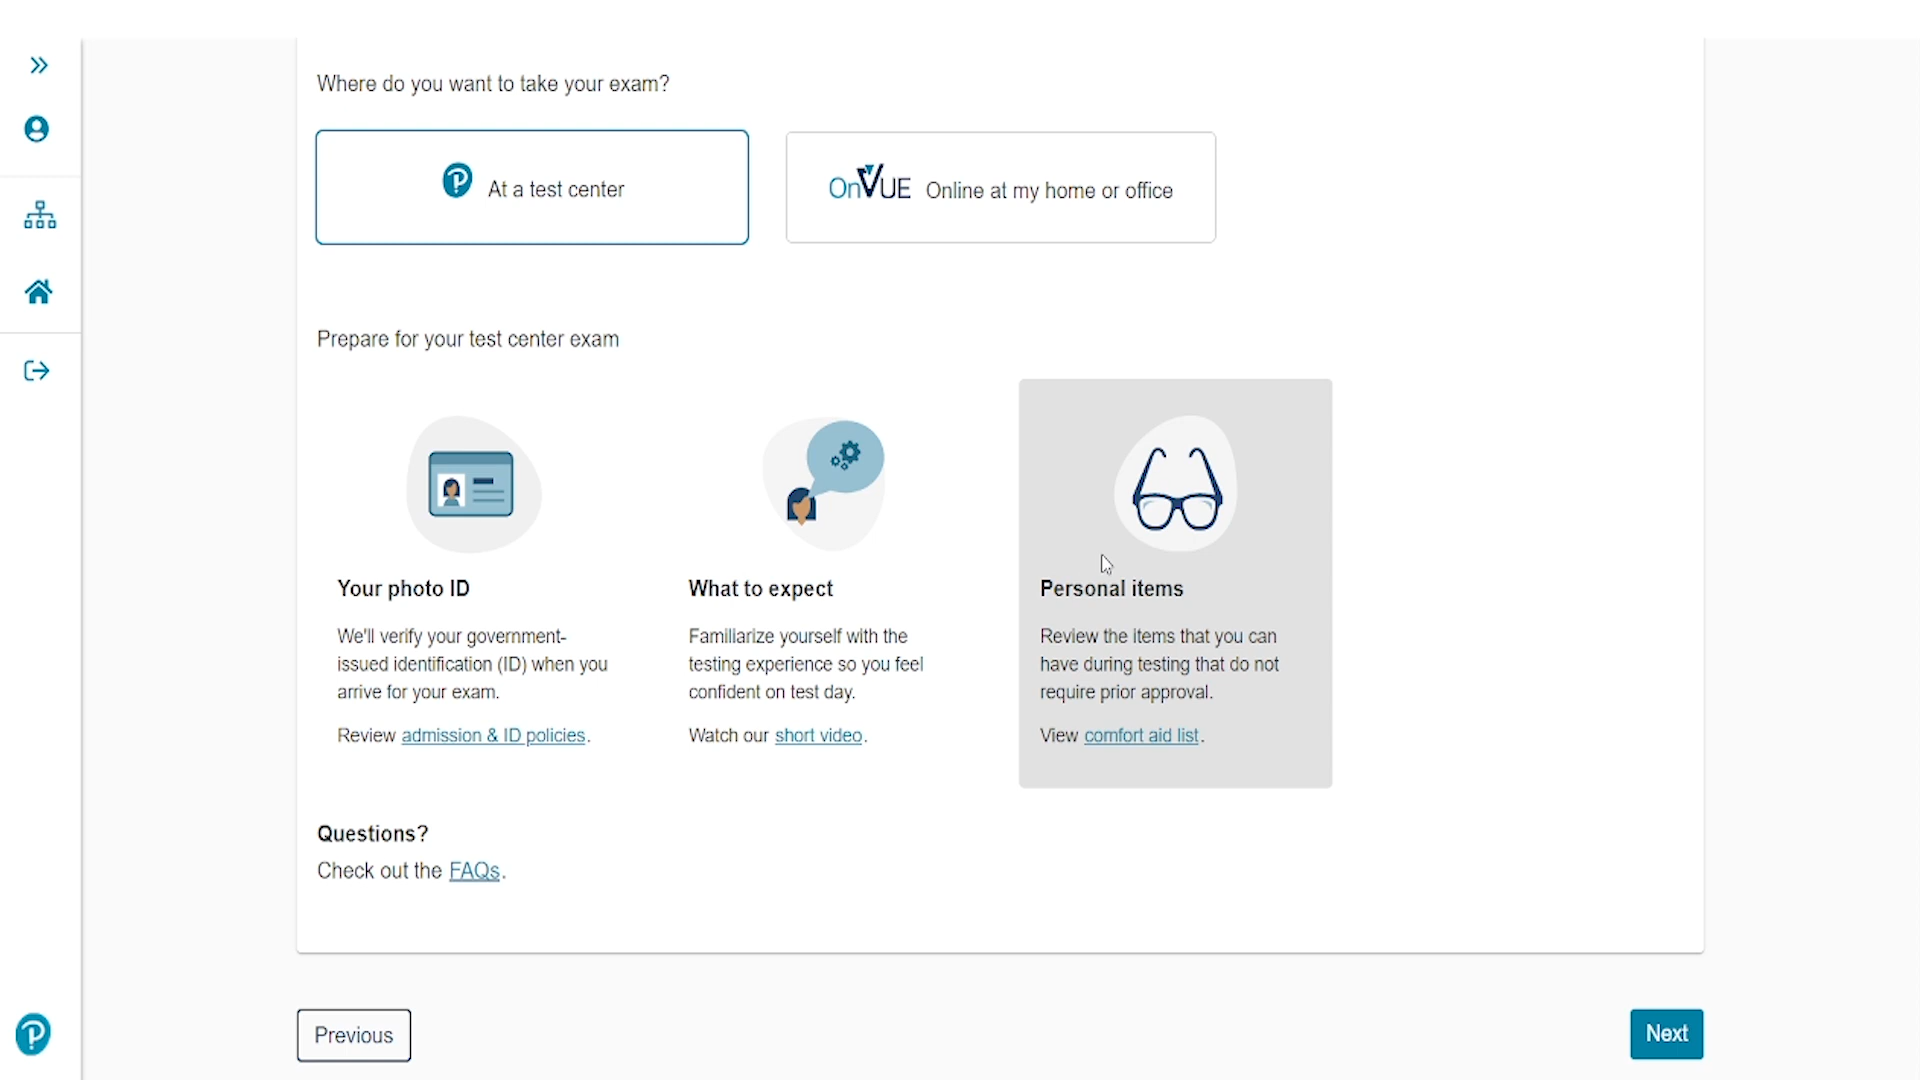 Where do you want to take your exam?
At a test center
OnVUE Online at my home or office
Prepare for your test center exam
Your photo ID
We'll verify your government-
issued identification (ID) when you
arrive for your exam.
Review admission & ID policies.
What to expect
Familiarize yourself with the
testing experience so you feel
confident on test day.
Watch our short video.
Personal items
Review the items that you can
have during testing that do not
require prior approval.
View comfort aid list.
Questions?
Check out the FAQs.
Previous
Next